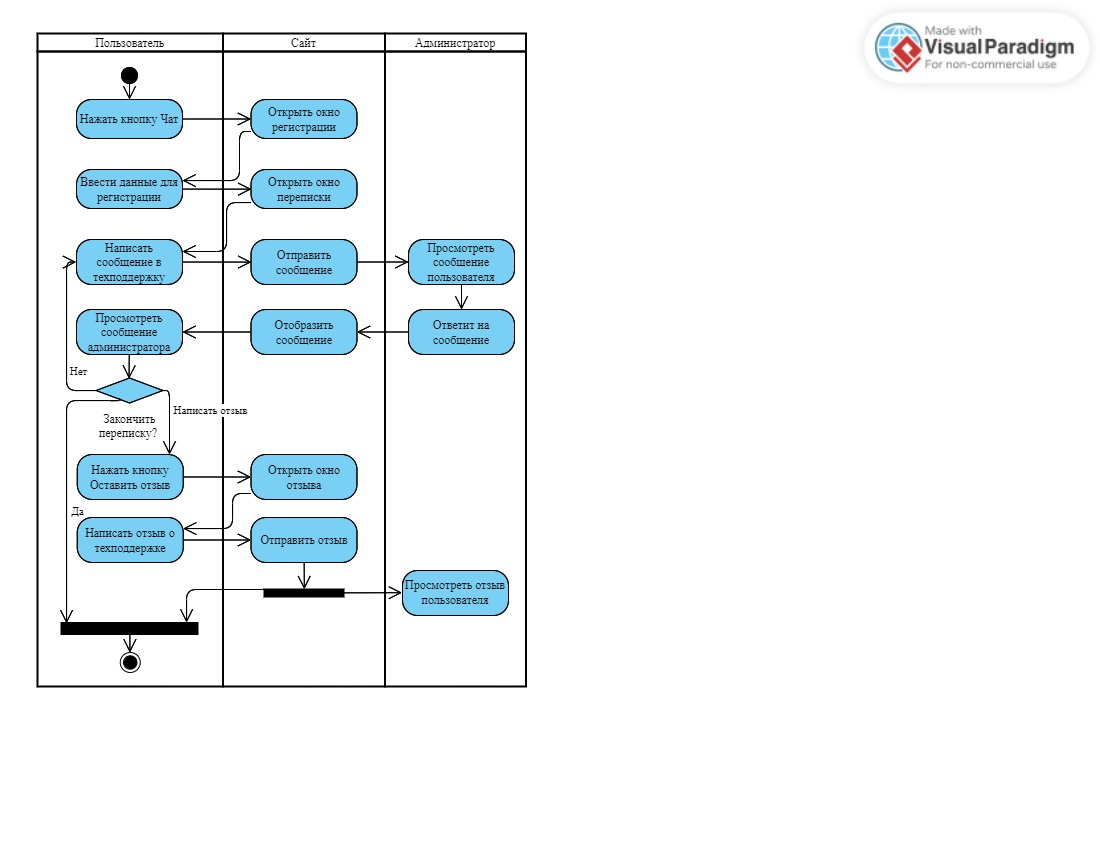 Made with
Visual Paradigm
For non-commercial use
Пользователь
Сайт
Администратор
Нажать кнопку Чат
Открыть окно
регистрации
Ввести данные для
регистрации
Открыть окно
переписки
Написать
сообщение в
техподдержку
Отправить
сообщение
Просмотреть
сообщение
пользователя
Просмотреть
сообщение
администратора
Отобразить
сообщение
Ответит на
сообщение
Нет
Написать отзыв
Закончить
переписку?
Нажать кнопку
Оставить отзыв
Открыть окно
отзыва
Да
Написать отзыв о
техподдержке
Отправить отзыв
Просмотреть отзыв
пользователя